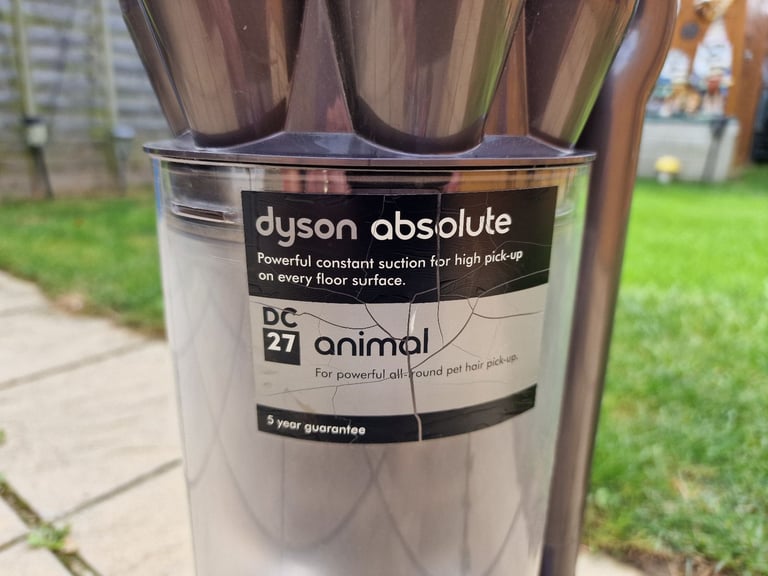 dyson absolute
Powerful constant suction for high pick-up
on every floor surface.
DC
27 animal
For powerful all-round pet hair pick-up.
5 year guarantee